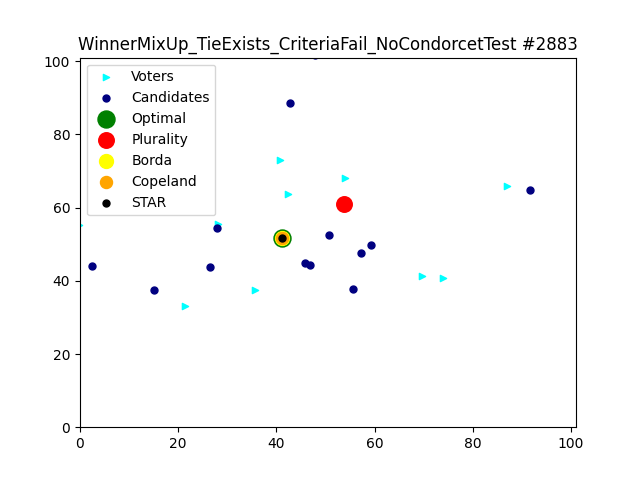 WinnerMixUp_TieExists_CriteriaFail_NoCondorcetTest #2883
100
80
60
40
20
0
Voters
Candidates
Optimal
Plurality
Borda
Copeland
STAR
0 20 40 60 80 100